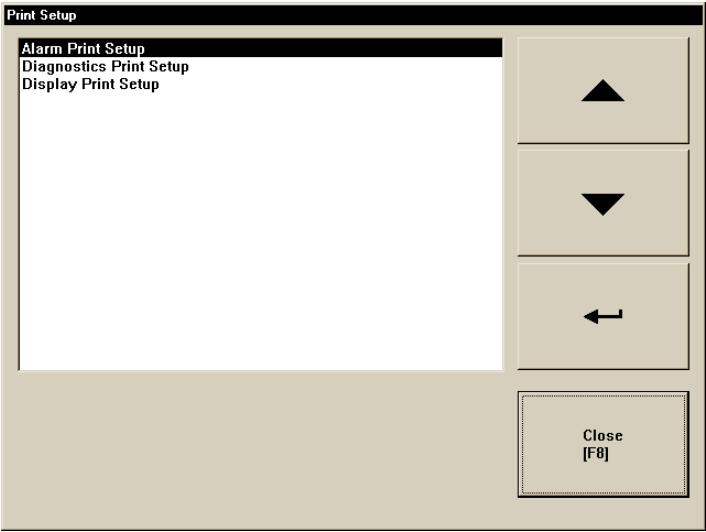 Print Setup
Alarm Print Setup
Diagnostics Print Setup
Display Print Setup
Close
[F8]